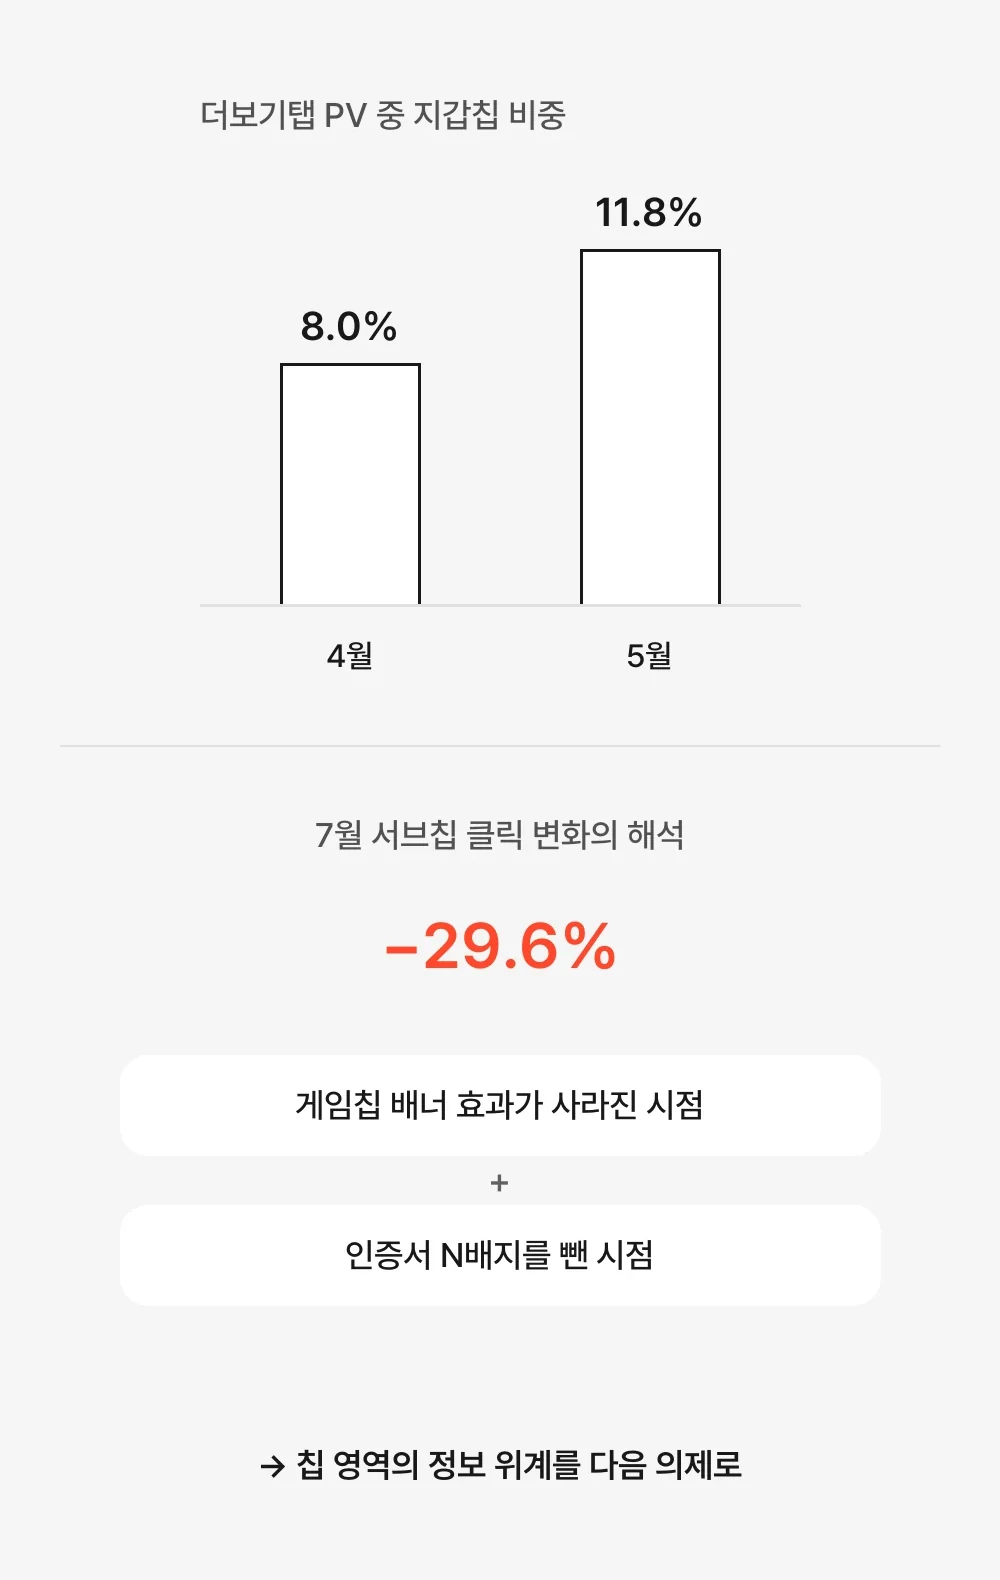 더보기탭 PV 중 지갑칩 비중
11.8%
8.0%
4월
5월
7월 서브칩 클릭 변화의 해석
−29.6%
게임칩 배너 효과가 사라진 시점
+
인증서 N배지를 뺀 시점
→ 칩 영역의 정보 위계를 다음 의제로